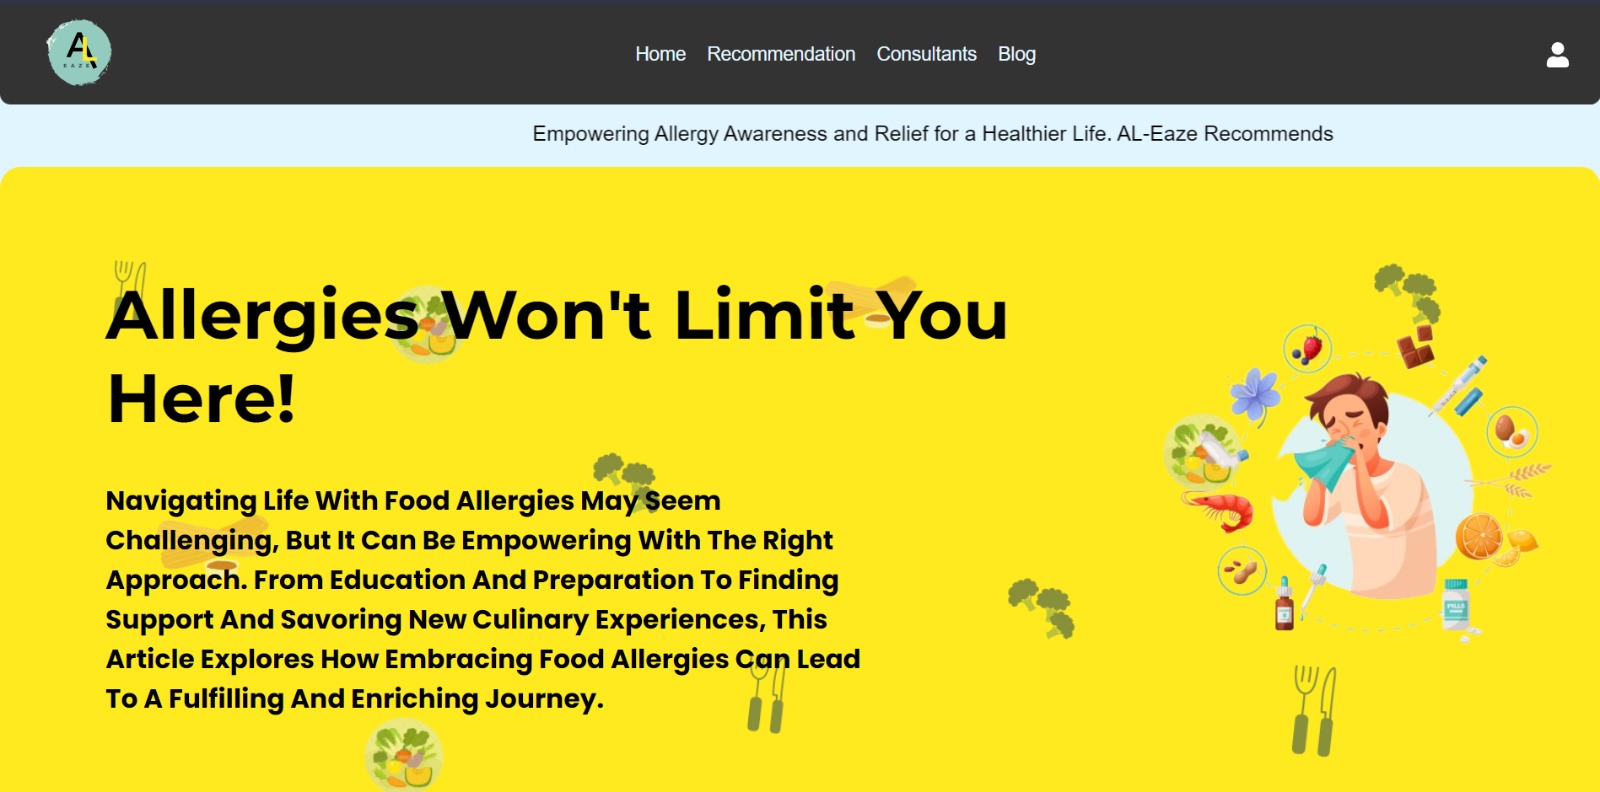 AL
EAZE
Home Recommendation Consultants Blog
Empowering Allergy Awareness and Relief for a Healthier Life. AL-Eaze Recommends
Allergies Won't Limit You
Here!
Navigating Life With Food Allergies May Seem
Challenging, But It Can Be Empowering With The Right
Approach. From Education And Preparation To Finding
Support And Savoring New Culinary Experiences, This
Article Explores How Embracing Food Allergies Can Lead
To A Fulfilling And Enriching Journey.
PILLS